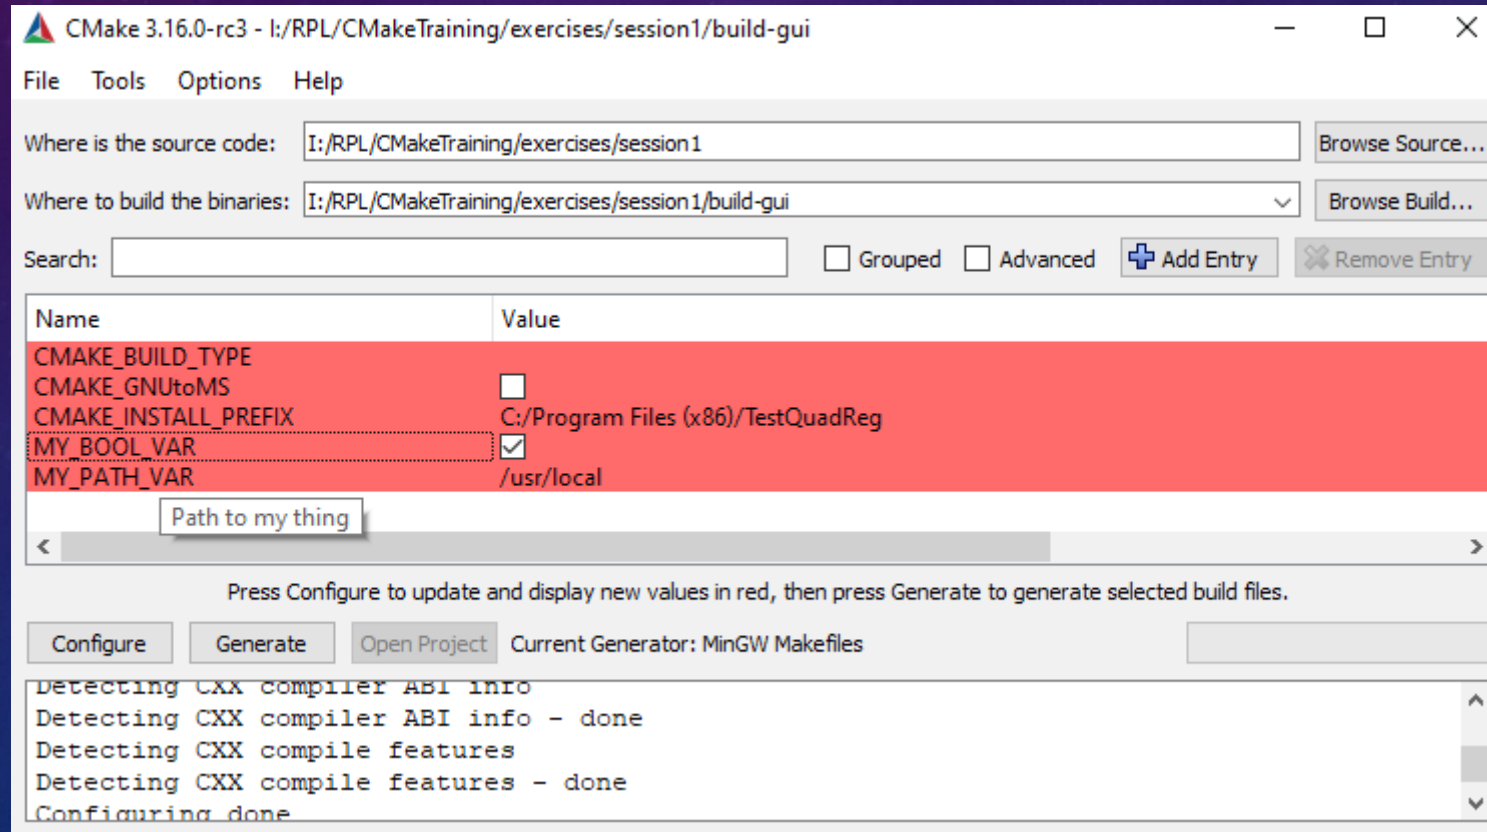 CMake 3.16.0-rc3 - I:/RPL/CMakeTraining/exercises/session1/build-gui
File Tools Options Help
Where is the source code: I:/RPL/CMakeTraining/exercises/session1 Browse Source...
Where to build the binaries: I:/RPL/CMakeTraining/exercises/session1/build-gui Browse Build...
Search: Grouped Advanced Add Entry Remove Entry
Name Value
CMAKE_BUILD_TYPE
CMAKE_GNUtoMS
CMAKE_INSTALL_PREFIX C:/Program Files (x86)/TestQuadReg
MY_BOOL_VAR
MY_PATH_VAR /usr/local
Path to my thing
Press Configure to update and display new values in red, then press Generate to generate selected build files.
Configure Generate Open Project Current Generator: MinGW Makefiles
Detecting CXX compiler ABI info
Detecting CXX compiler ABI info - done
Detecting CXX compile features
Detecting CXX compile features - done
Configuring done